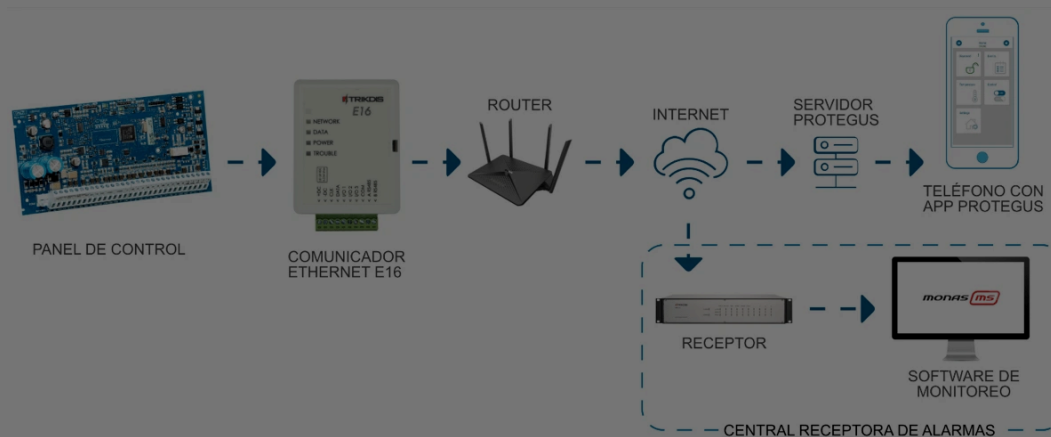 PANEL DE CONTROL
TRIKDIS
E16
NETWORK
DATA
POWER
TROUBLE
COMUNICADOR
ETHERNET E16
ROUTER
INTERNET
SERVIDOR
PROTEGUS
TELÉFONO CON
APP PROTEGUS
RECEPTOR
MONAS MS
SOFTWARE DE
MONITOREO
CENTRAL RECEPTORA DE ALARMAS